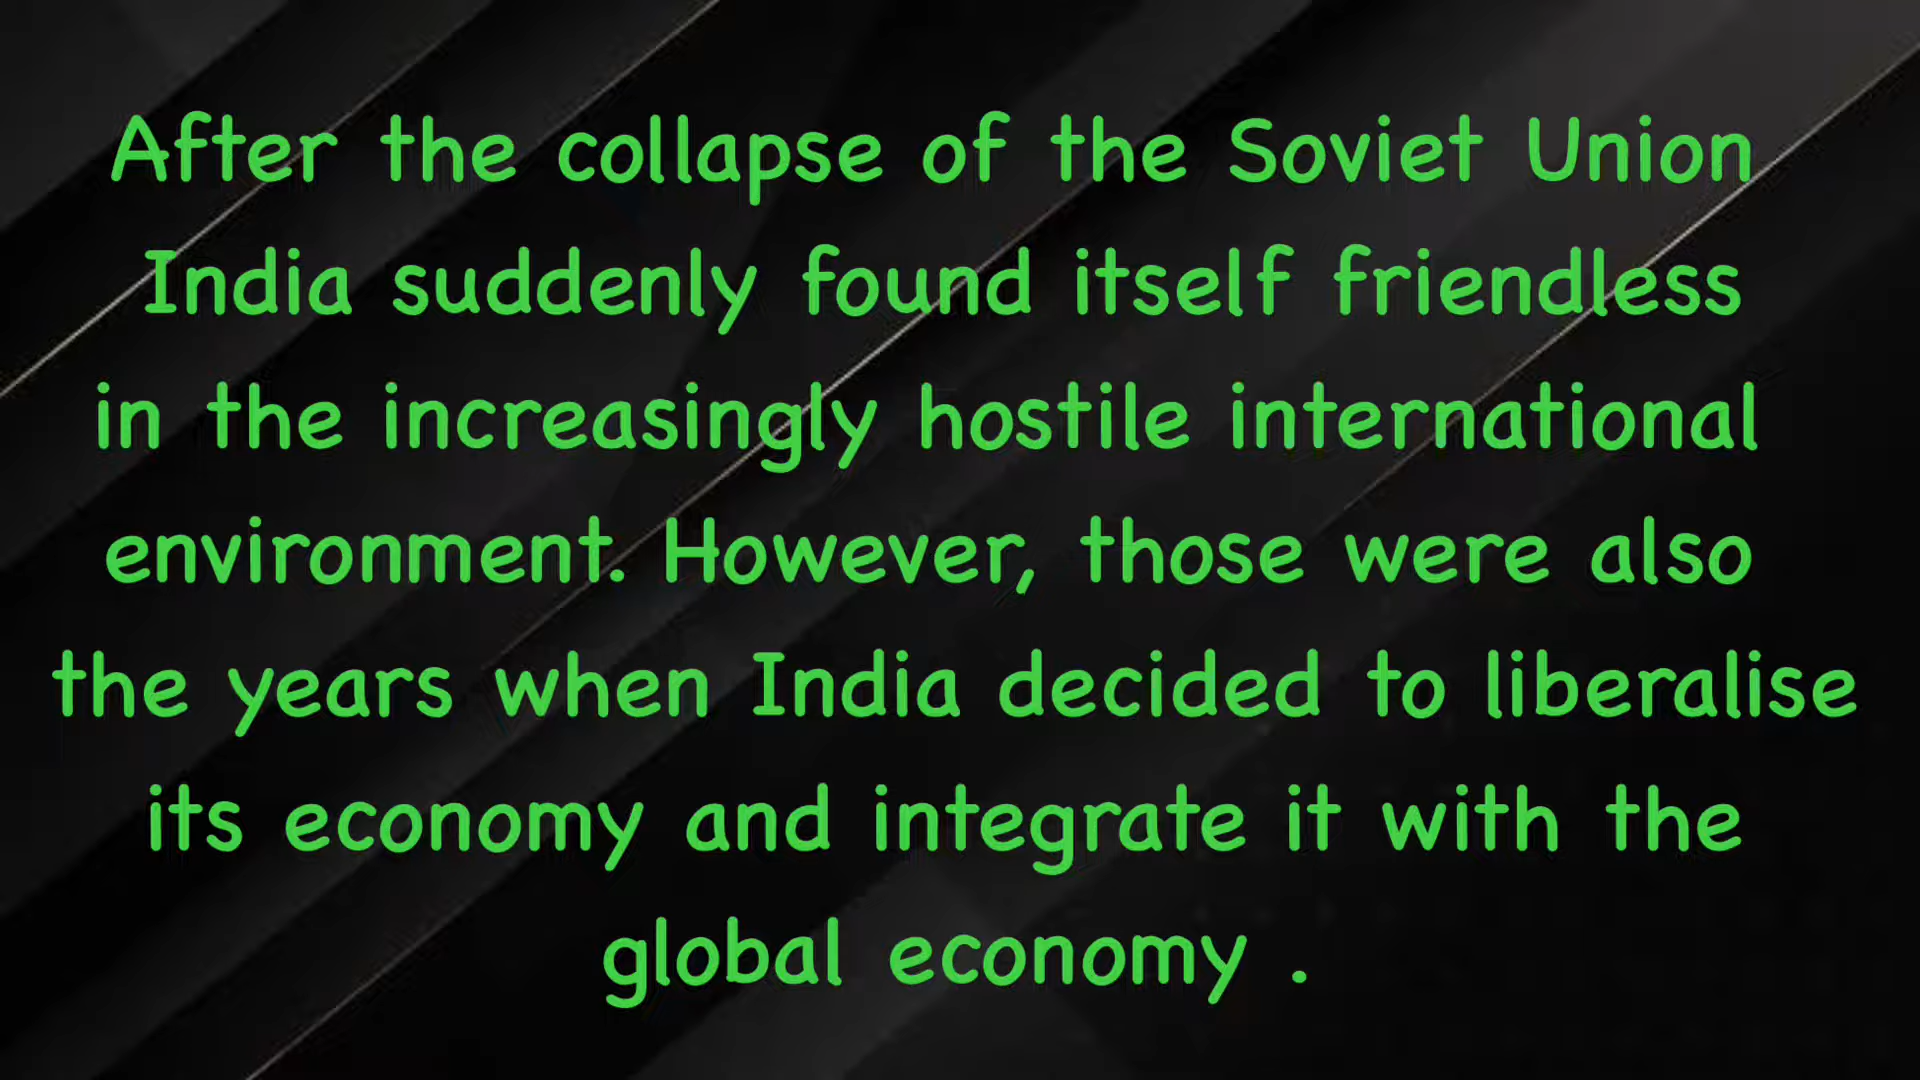 After the collapse of the Soviet Union
India suddenly found itself friendless
in the increasingly hostile international
environment. However, those were also
the years when India decided to liberalise
its economy and integrate it with the
global economy .